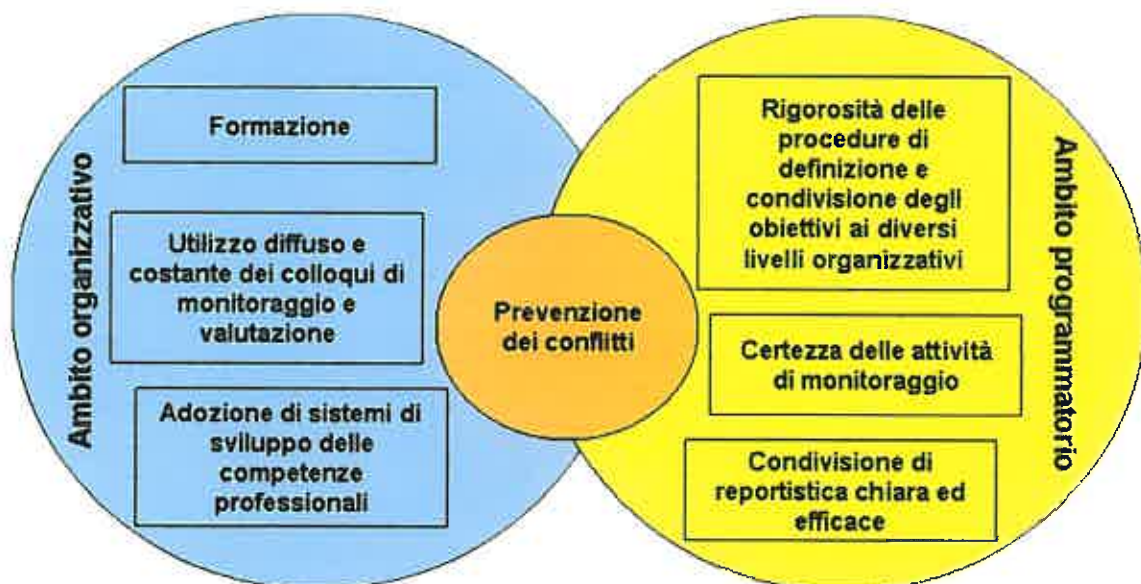 Ambito organizzativo
Formazione
Utilizzo diffuso e
costante dei colloqui di
monitoraggio e
valutazione
Adozione di sistemi di
sviluppo delle
competenze
professionali
Prevenzione
dei conflitti
Rigorosità delle
procedure di
definizione e
condivisione degli
obiettivi ai diversi
livelli organizzativi
Certezza delle attività
di monitoraggio
Condivisione di
reportistica chiara ed
efficace
Ambito programmatorio